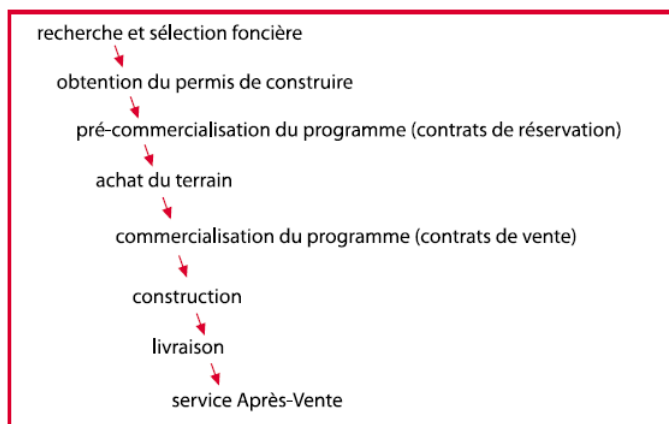 recherche et sélection foncière
obtention du permis de construire
pré-commercialisation du programme (contrats de réservation)
achat du terrain
commercialisation du programme (contrats de vente)
construction
livraison
service Après-Vente